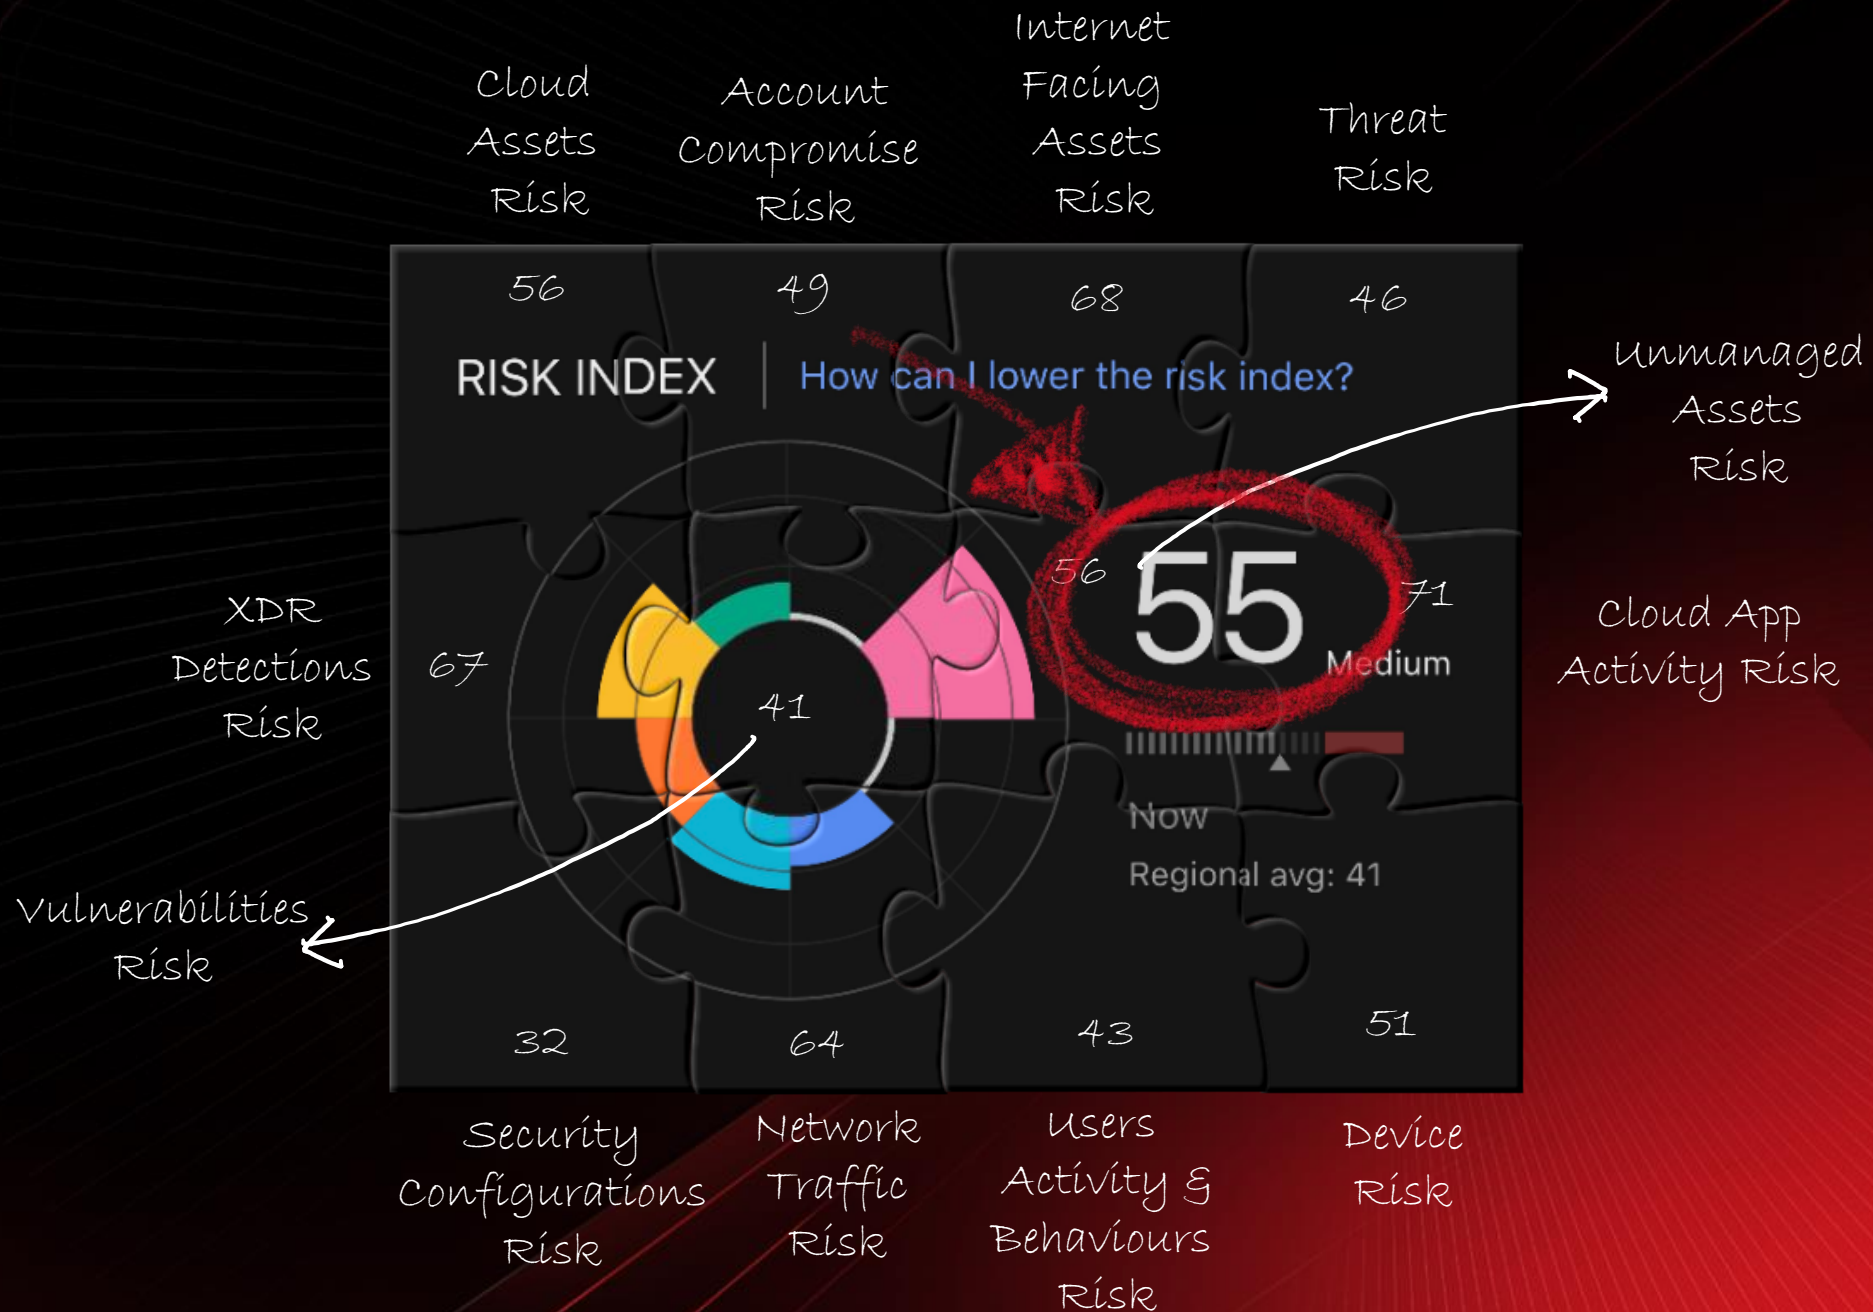 Cloud
Assets
Risk
Account
Compromise
Risk
Internet
Facing
Assets
Risk
Threat
Risk
56
49
68
46
RISK INDEX
How can I lower the risk index?
Unmanaged
Assets
Risk
XDR
Detections
Risk
67
41
56
55
Medium
71
Cloud App
Activity Risk
Now
Regional avg: 41
Vulnerabilities
Risk
32
64
43
51
Security
Configurations
Risk
Network
Traffic
Risk
Users
Activity &
Behaviours
Risk
Device
Risk